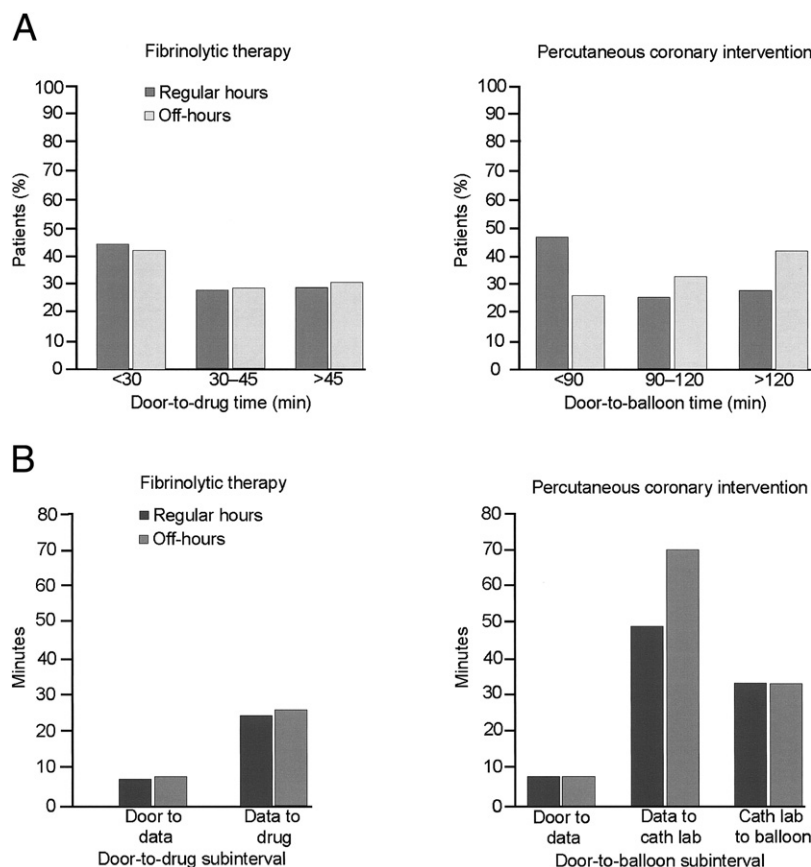 A
Fibrinolytic therapy
100
90
80
70
60
50
40
30
20
10
0
Patients (%)
Regular hours
Off-hours
<30 30–45 >45
Door-to-drug time (min)
Percutaneous coronary intervention
100
90
80
70
60
50
40
30
20
10
0
Patients (%)
<90 90–120 >120
Door-to-balloon time (min)
B
Fibrinolytic therapy
80
70
60
50
40
30
20
10
0
Minutes
Regular hours
Off-hours
Door to data
Data to drug
Door-to-drug subinterval
Percutaneous coronary intervention
80
70
60
50
40
30
20
10
0
Minutes
Door to data
Data to cath lab
Cath lab to balloon
Door-to-balloon subinterval